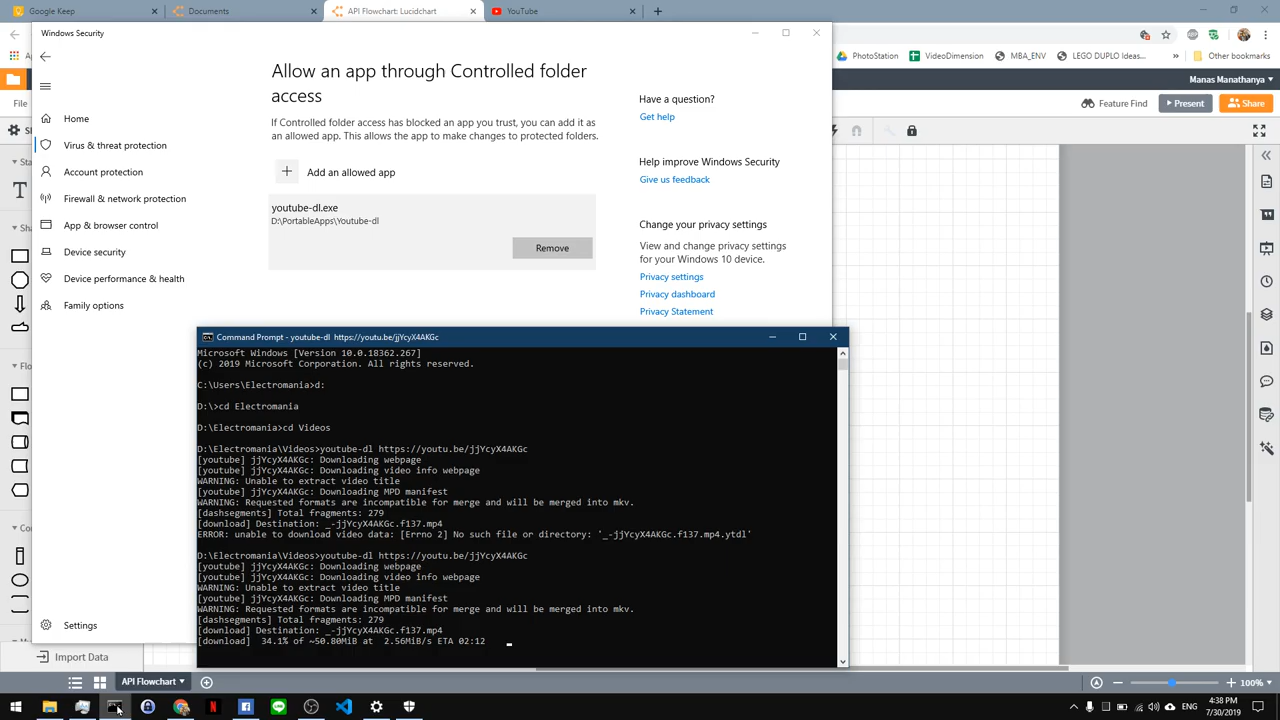 Google Keep
Documents
API Flowchart: Lucidchart
YouTube
Windows Security
PhotoStation
VideoDimension
MBA_ENV
LEGO DUPLO Ideas...
»
Other bookmarks
Manas Manathanya
File
Feature Find
Present
Share
Allow an app through Controlled folder
access
If Controlled folder access has blocked an app you trust, you can add it as
an allowed app. This allows the app to make changes to protected folders.
Add an allowed app
youtube-dl.exe
D:\PortableApps\Youtube-dl
Remove
Home
Virus & threat protection
Account protection
Firewall & network protection
App & browser control
Device security
Device performance & health
Family options
Settings
Have a question?
Get help
Help improve Windows Security
Give us feedback
Change your privacy settings
View and change privacy settings
for your Windows 10 device.
Privacy settings
Privacy dashboard
Privacy Statement
Command Prompt - youtube-dl  https://youtu.be/jjYcyX4AKGc
Microsoft Windows [Version 10.0.18362.267]
(c) 2019 Microsoft Corporation. All rights reserved.
C:\Users\Electromania>d:
D:\>cd Electromania
D:\Electromania>cd Videos
D:\Electromania\Videos>youtube-dl https://youtu.be/jjYcyX4AKGc
[youtube] jjYcyX4AKGc: Downloading webpage
[youtube] jjYcyX4AKGc: Downloading video info webpage
WARNING: Unable to extract video title
[youtube] jjYcyX4AKGc: Downloading MPD manifest
WARNING: Requested formats are incompatible for merge and will be merged into mkv.
[dashsegments] Total fragments: 279
[download] Destination: _-jjYcyX4AKGc.f137.mp4
ERROR: unable to download video data: [Errno 2] No such file or directory: '_-jjYcyX4AKGc.f137.mp4.ytdl'
D:\Electromania\Videos>youtube-dl https://youtu.be/jjYcyX4AKGc
[youtube] jjYcyX4AKGc: Downloading webpage
[youtube] jjYcyX4AKGc: Downloading video info webpage
WARNING: Unable to extract video title
[youtube] jjYcyX4AKGc: Downloading MPD manifest
WARNING: Requested formats are incompatible for merge and will be merged into mkv.
[dashsegments] Total fragments: 279
[download] Destination: _-jjYcyX4AKGc.f137.mp4
[download]  34.1% of ~50.80MiB at  2.56MiB/s ETA 02:12
Import Data
API Flowchart
100%
ENG
4:38 PM
7/30/2019